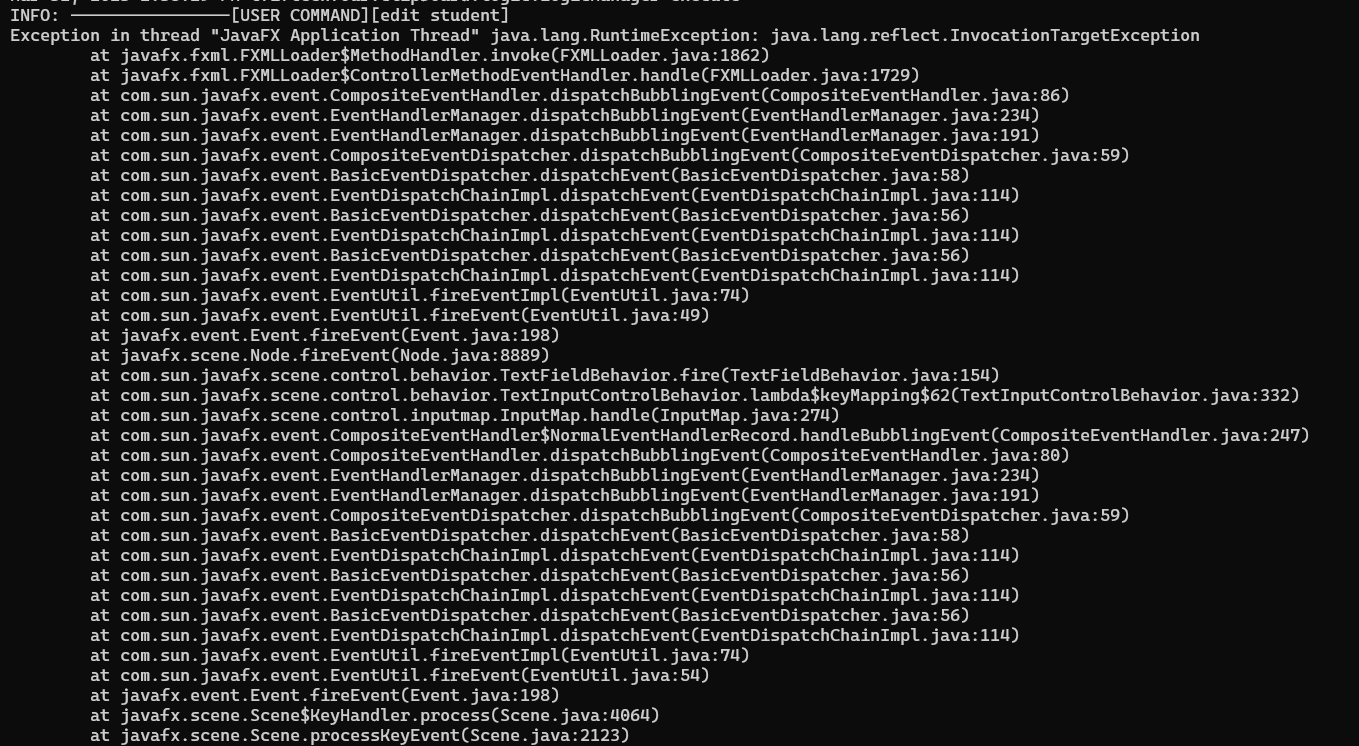 INFO: ----------------[USER COMMAND][edit student]
Exception in thread "JavaFX Application Thread" java.lang.RuntimeException: java.lang.reflect.InvocationTargetException
at javafx.fxml.FXMLLoader$MethodHandler.invoke(FXMLLoader.java:1862)
at javafx.fxml.FXMLLoader$ControllerMethodEventHandler.handle(FXMLLoader.java:1729)
at com.sun.javafx.event.CompositeEventHandler.dispatchBubblingEvent(CompositeEventHandler.java:86)
at com.sun.javafx.event.EventHandlerManager.dispatchBubblingEvent(EventHandlerManager.java:234)
at com.sun.javafx.event.EventHandlerManager.dispatchBubblingEvent(EventHandlerManager.java:191)
at com.sun.javafx.event.CompositeEventDispatcher.dispatchBubblingEvent(CompositeEventDispatcher.java:59)
at com.sun.javafx.event.BasicEventDispatcher.dispatchEvent(BasicEventDispatcher.java:58)
at com.sun.javafx.event.EventDispatchChainImpl.dispatchEvent(EventDispatchChainImpl.java:114)
at com.sun.javafx.event.BasicEventDispatcher.dispatchEvent(BasicEventDispatcher.java:56)
at com.sun.javafx.event.EventDispatchChainImpl.dispatchEvent(EventDispatchChainImpl.java:114)
at com.sun.javafx.event.BasicEventDispatcher.dispatchEvent(BasicEventDispatcher.java:56)
at com.sun.javafx.event.EventDispatchChainImpl.dispatchEvent(EventDispatchChainImpl.java:114)
at com.sun.javafx.event.EventUtil.fireEventImpl(EventUtil.java:74)
at com.sun.javafx.event.EventUtil.fireEvent(EventUtil.java:49)
at javafx.event.Event.fireEvent(Event.java:198)
at javafx.scene.Node.fireEvent(Node.java:8889)
at com.sun.javafx.scene.control.behavior.TextFieldBehavior.fire(TextFieldBehavior.java:154)
at com.sun.javafx.scene.control.behavior.TextInputControlBehavior.lambda$keyMapping$62(TextInputControlBehavior.java:332)
at com.sun.javafx.scene.control.inputmap.InputMap.handle(InputMap.java:274)
at com.sun.javafx.event.CompositeEventHandler$NormalEventHandlerRecord.handleBubblingEvent(CompositeEventHandler.java:247)
at com.sun.javafx.event.CompositeEventHandler.dispatchBubblingEvent(CompositeEventHandler.java:80)
at com.sun.javafx.event.EventHandlerManager.dispatchBubblingEvent(EventHandlerManager.java:234)
at com.sun.javafx.event.EventHandlerManager.dispatchBubblingEvent(EventHandlerManager.java:191)
at com.sun.javafx.event.CompositeEventDispatcher.dispatchBubblingEvent(CompositeEventDispatcher.java:59)
at com.sun.javafx.event.BasicEventDispatcher.dispatchEvent(BasicEventDispatcher.java:58)
at com.sun.javafx.event.EventDispatchChainImpl.dispatchEvent(EventDispatchChainImpl.java:114)
at com.sun.javafx.event.BasicEventDispatcher.dispatchEvent(BasicEventDispatcher.java:56)
at com.sun.javafx.event.EventDispatchChainImpl.dispatchEvent(EventDispatchChainImpl.java:114)
at com.sun.javafx.event.BasicEventDispatcher.dispatchEvent(BasicEventDispatcher.java:56)
at com.sun.javafx.event.EventDispatchChainImpl.dispatchEvent(EventDispatchChainImpl.java:114)
at com.sun.javafx.event.EventUtil.fireEventImpl(EventUtil.java:74)
at com.sun.javafx.event.EventUtil.fireEvent(EventUtil.java:54)
at javafx.event.Event.fireEvent(Event.java:198)
at javafx.scene.Scene$KeyHandler.process(Scene.java:4064)
at javafx.scene.Scene.processKeyEvent(Scene.java:2123)